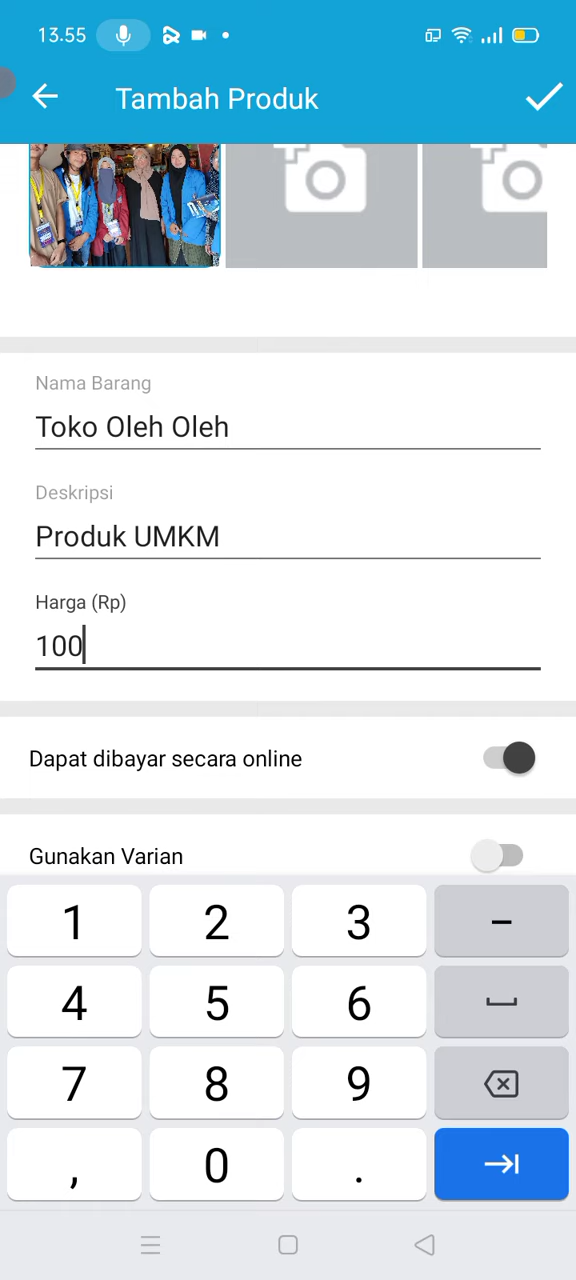 13.55
Tambah Produk
Nama Barang
Toko Oleh Oleh
Deskripsi
Produk UMKM
Harga (Rp)
100
Dapat dibayar secara online
Gunakan Varian
1 2 3 –
4 5 6
7 8 9
, 0 .